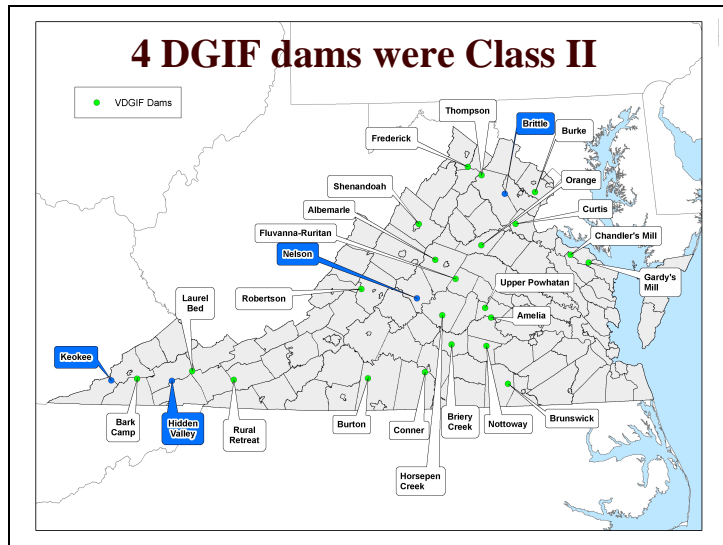 4 DGIF dams were Class II
VDGIF Dams
Thompson
Brittle
Burke
Frederick
Orange
Shenandoah
Albemarle
Curtis
Fluvanna-Ruritan
Chandler's Mill
Nelson
Gardy's
Mill
Upper Powhatan
Robertson
Laurel
Bed
Amelia
Keokee
Bark
Camp
Hidden
Valley
Rural
Retreat
Burton
Conner
Briery
Creek
Nottoway
Brunswick
Horsepen
Creek